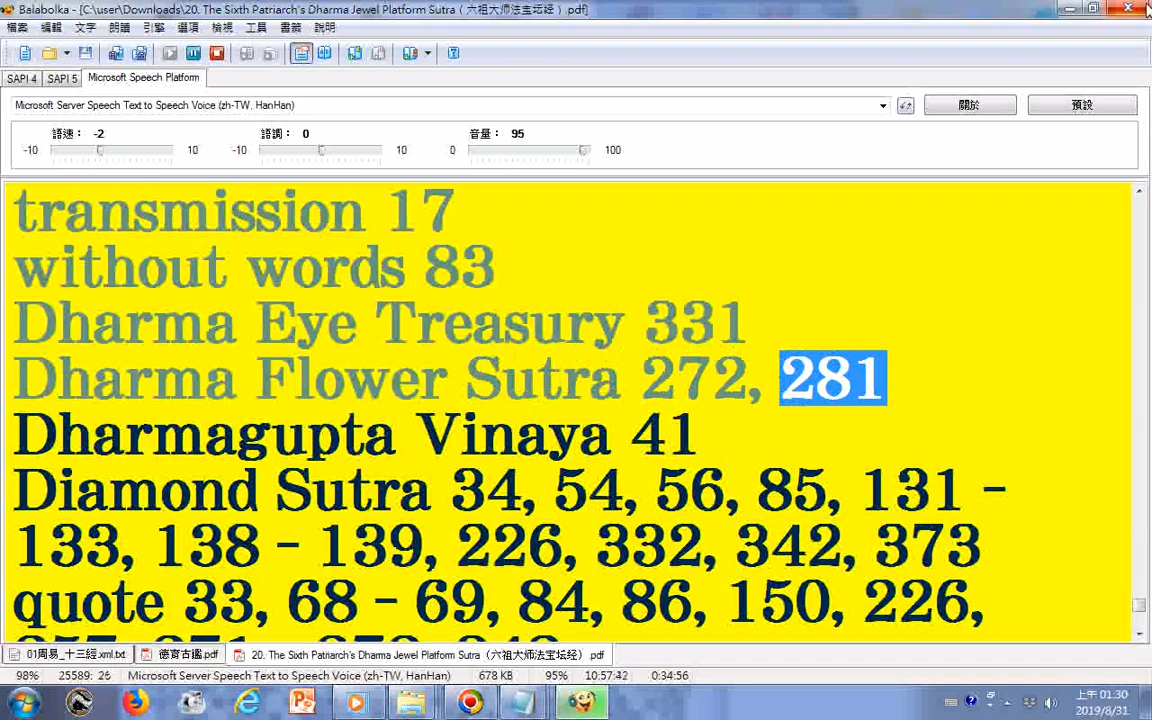 Balabolka - [C:\user\Downloads\20. The Sixth Patriarch's Dharma Jewel Platform Sutra（六祖大师法宝坛经）.pdf]
檔案 編輯 文字 朗讀 引擎 選項 檢視 工具 書籤 說明
SAPI 4 SAPI 5 Microsoft Speech Platform
Microsoft Server Speech Text to Speech Voice (zh-TW, HanHan) 關於 預設
語速： -2 語調： 0 音量： 95
-10 10 -10 10 0 100
transmission 17
without words 83
Dharma Eye Treasury 331
Dharma Flower Sutra 272, 281
Dharmagupta Vinaya 41
Diamond Sutra 34, 54, 56, 85, 131 -
133, 138 - 139, 226, 332, 342, 373
quote 33, 68 - 69, 84, 86, 150, 226,
01周易_十三經.xml.txt 德育古鑑.pdf 20. The Sixth Patriarch's Dharma Jewel Platform Sutra（六祖大师法宝坛经）.pdf
98% 25589: 26 Microsoft Server Speech Text to Speech Voice (zh-TW, HanHan) 678 KB 95% 10:57:42 0:34:56
上午 01:30
2019/8/31